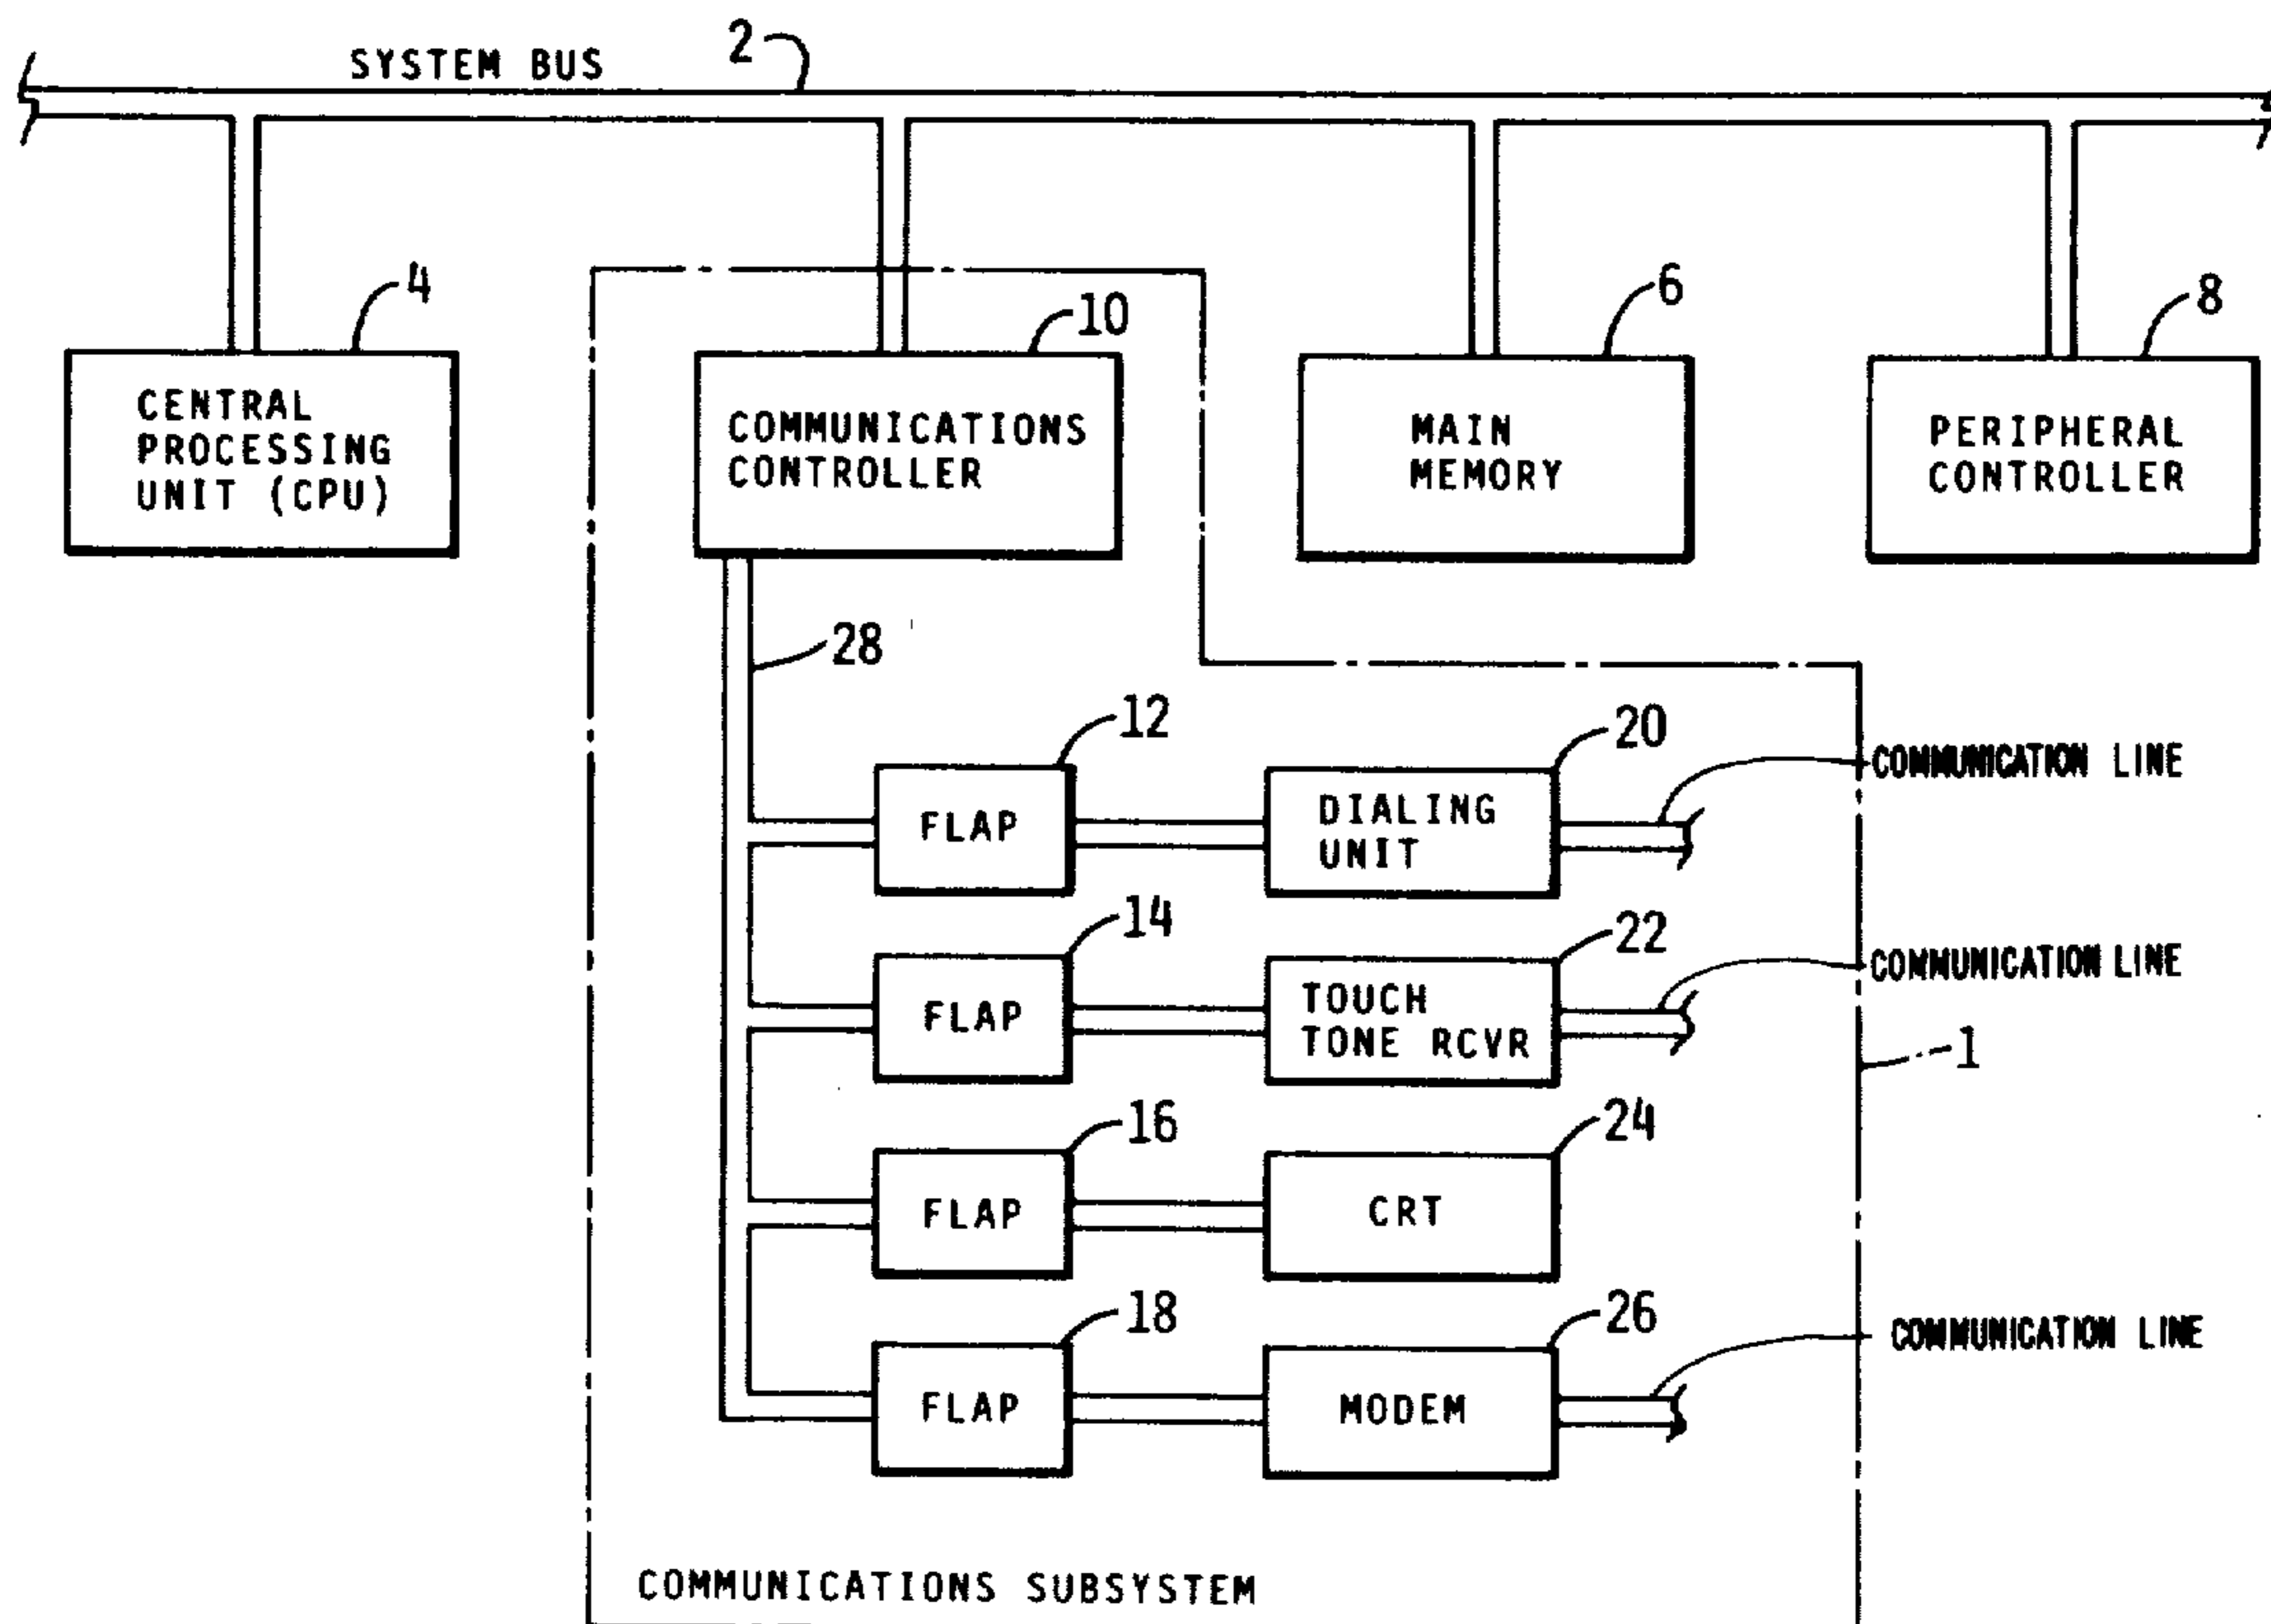 SYSTEM BUS
2
4
10
6
8
CENTRAL
PROCESSING
UNIT (CPU)
COMMUNICATIONS
CONTROLLER
MAIN
MEMORY
PERIPHERAL
CONTROLLER
28
12
20
COMMUNICATION LINE
FLAP
DIALING
UNIT
14
22
COMMUNICATION LINE
FLAP
TOUCH
TONE RCVR
1
16
24
FLAP
CRT
18
26
COMMUNICATION LINE
FLAP
MODEM
COMMUNICATIONS SUBSYSTEM